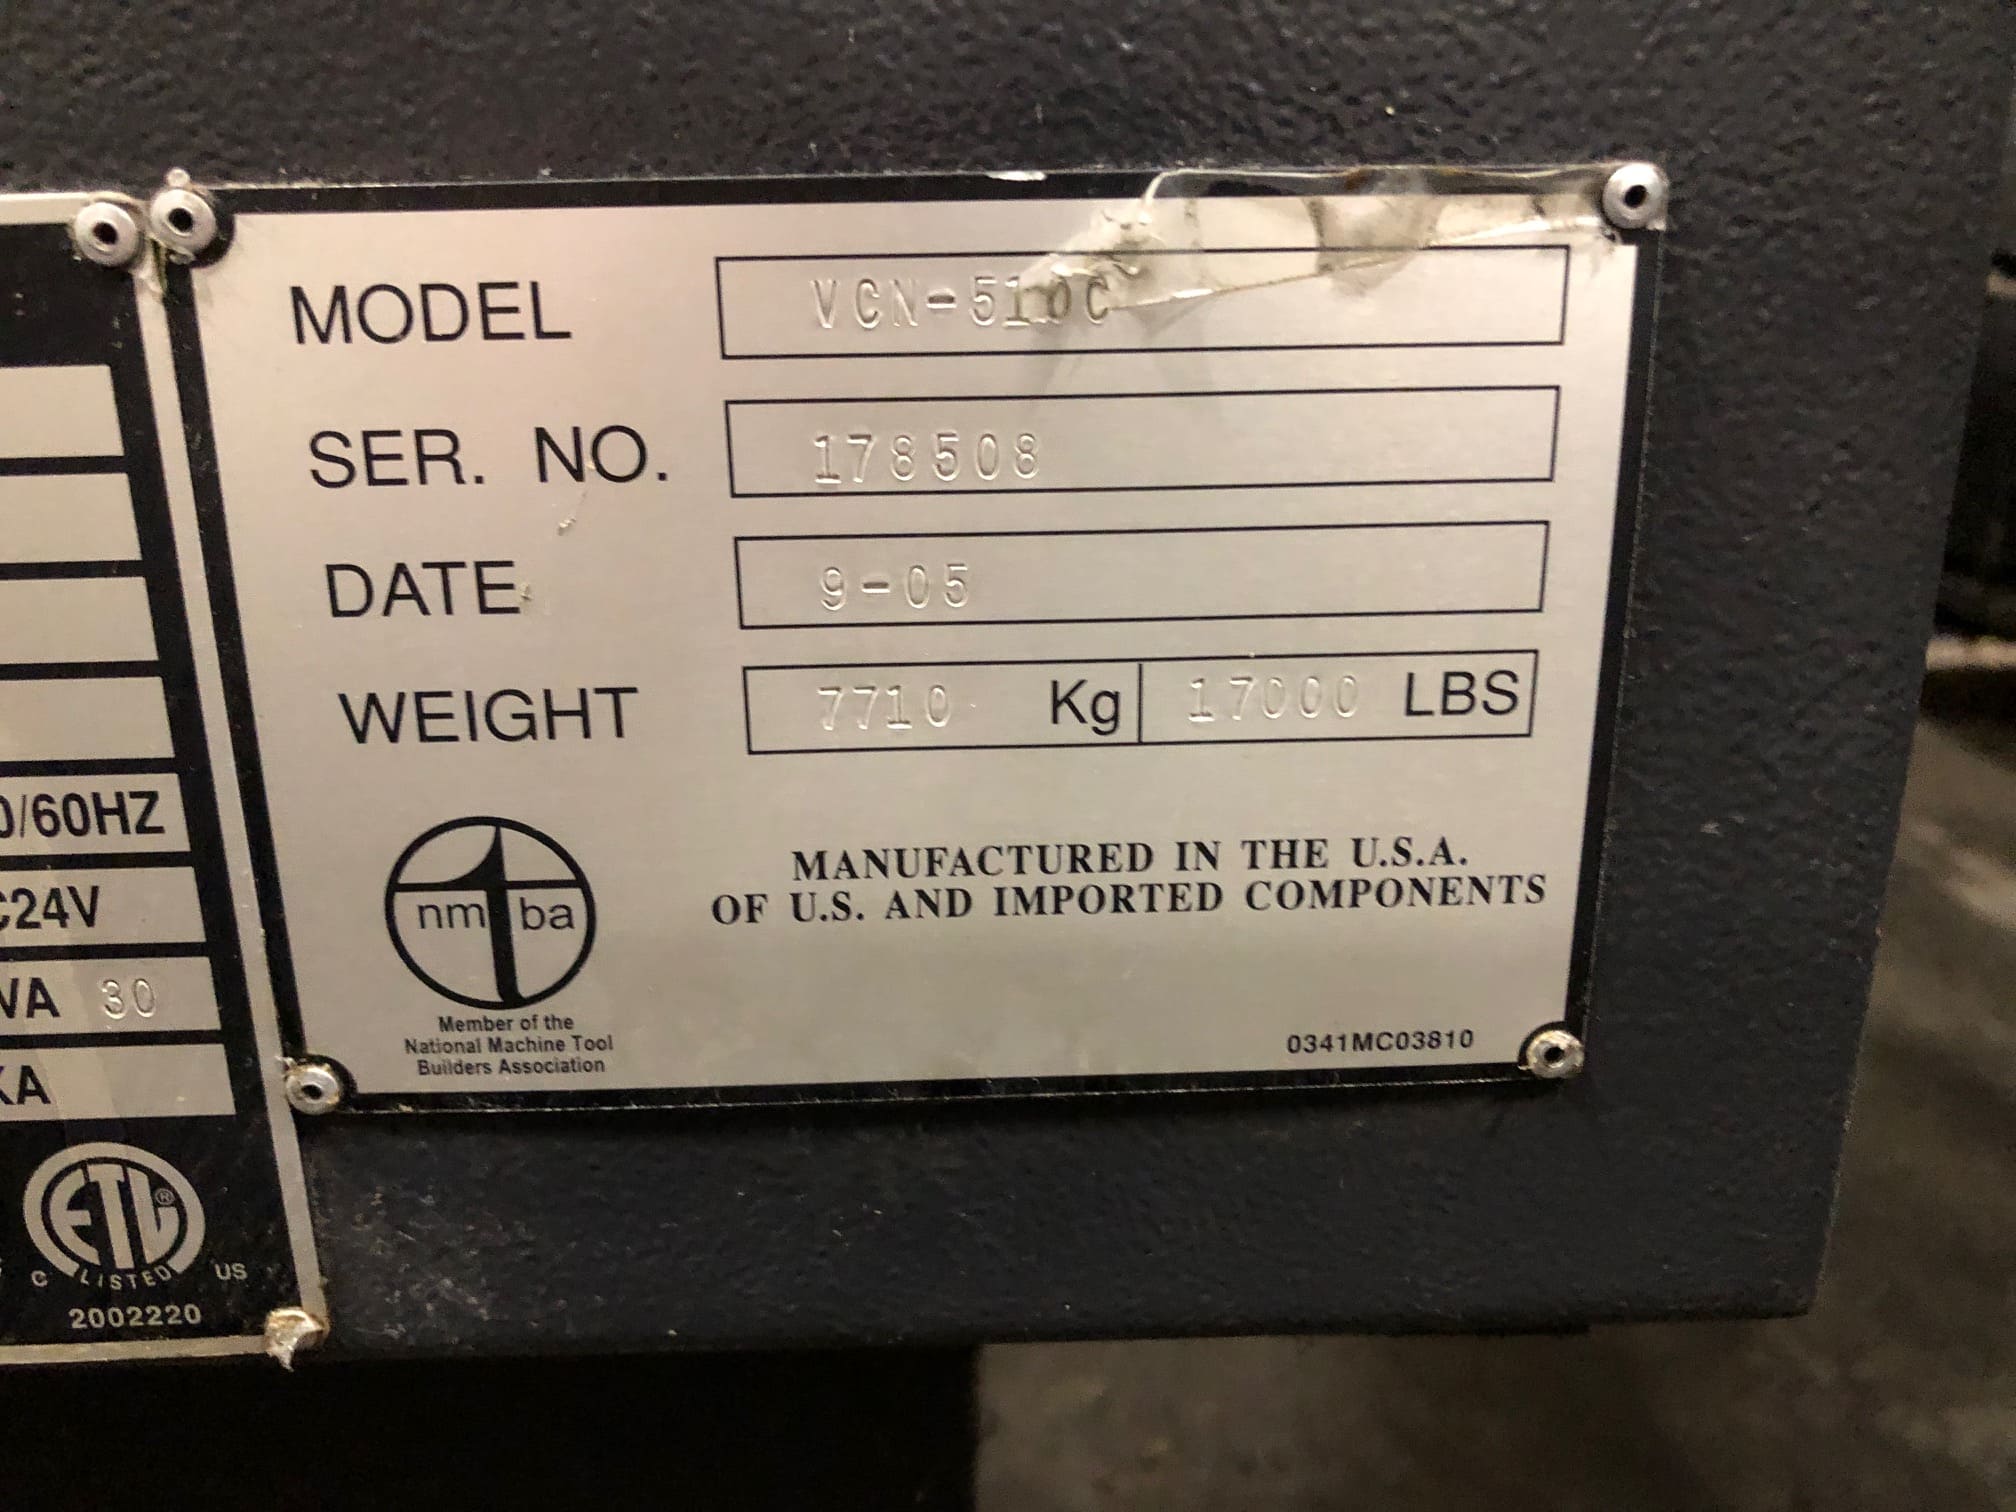 MODEL VCN-510C
SER. NO. 178508
DATE 9-05
WEIGHT 7710 Kg 17000 LBS
nm ba
Member of the
National Machine Tool
Builders Association
MANUFACTURED IN THE U.S.A.
OF U.S. AND IMPORTED COMPONENTS
0341MC03810
0/60HZ
C24V
VA 30
KA
ETL®
C LISTED US
2002220